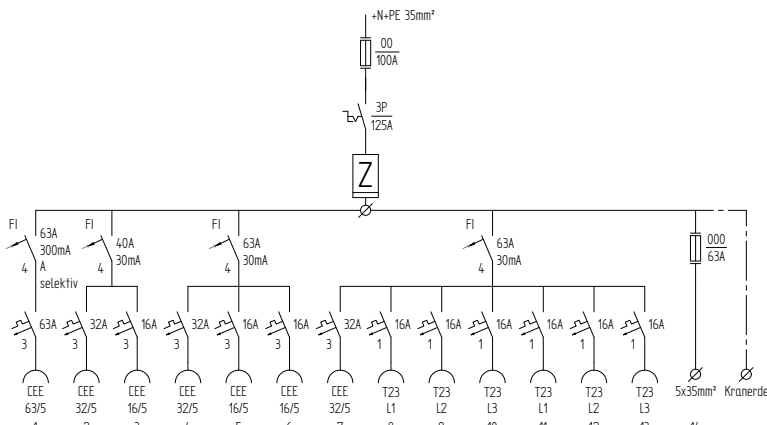 +N+PE 35mm²
00
100A
3P
125A
Z
FI
63A
300mA
4
A
selektiv
FI
40A
30mA
4
FI
63A
30mA
4
FI
63A
30mA
4
000
63A
63A
3
32A
3
16A
3
32A
3
16A
3
16A
3
32A
3
16A
1
16A
1
16A
1
16A
1
16A
1
16A
1
CEE CEE CEE CEE CEE CEE CEE T23 T23 T23 T23 T23 T23 5x35mm² Kranerde
63/5 32/5 16/5 32/5 16/5 16/5 32/5 L1 L2 L3 L1 L2 L3